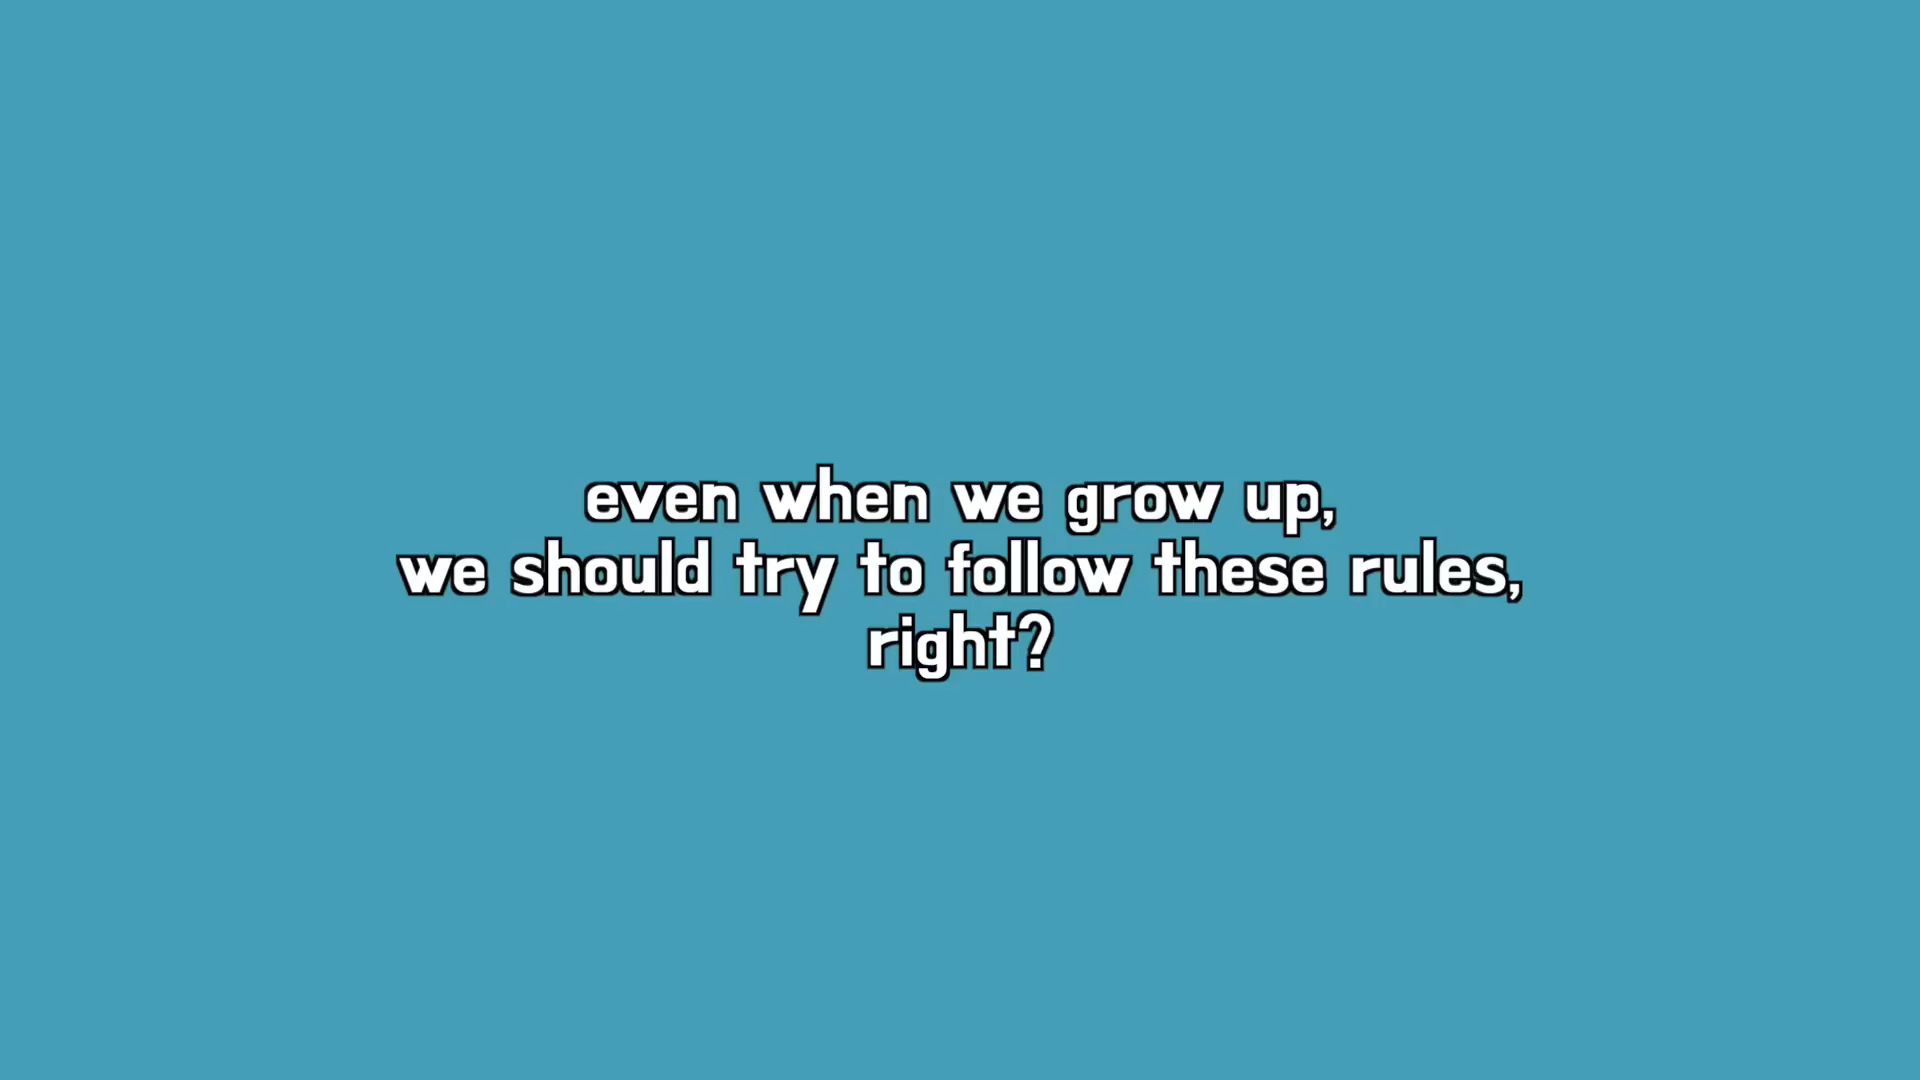 even when we grow up,
we should try to follow these rules,
right?